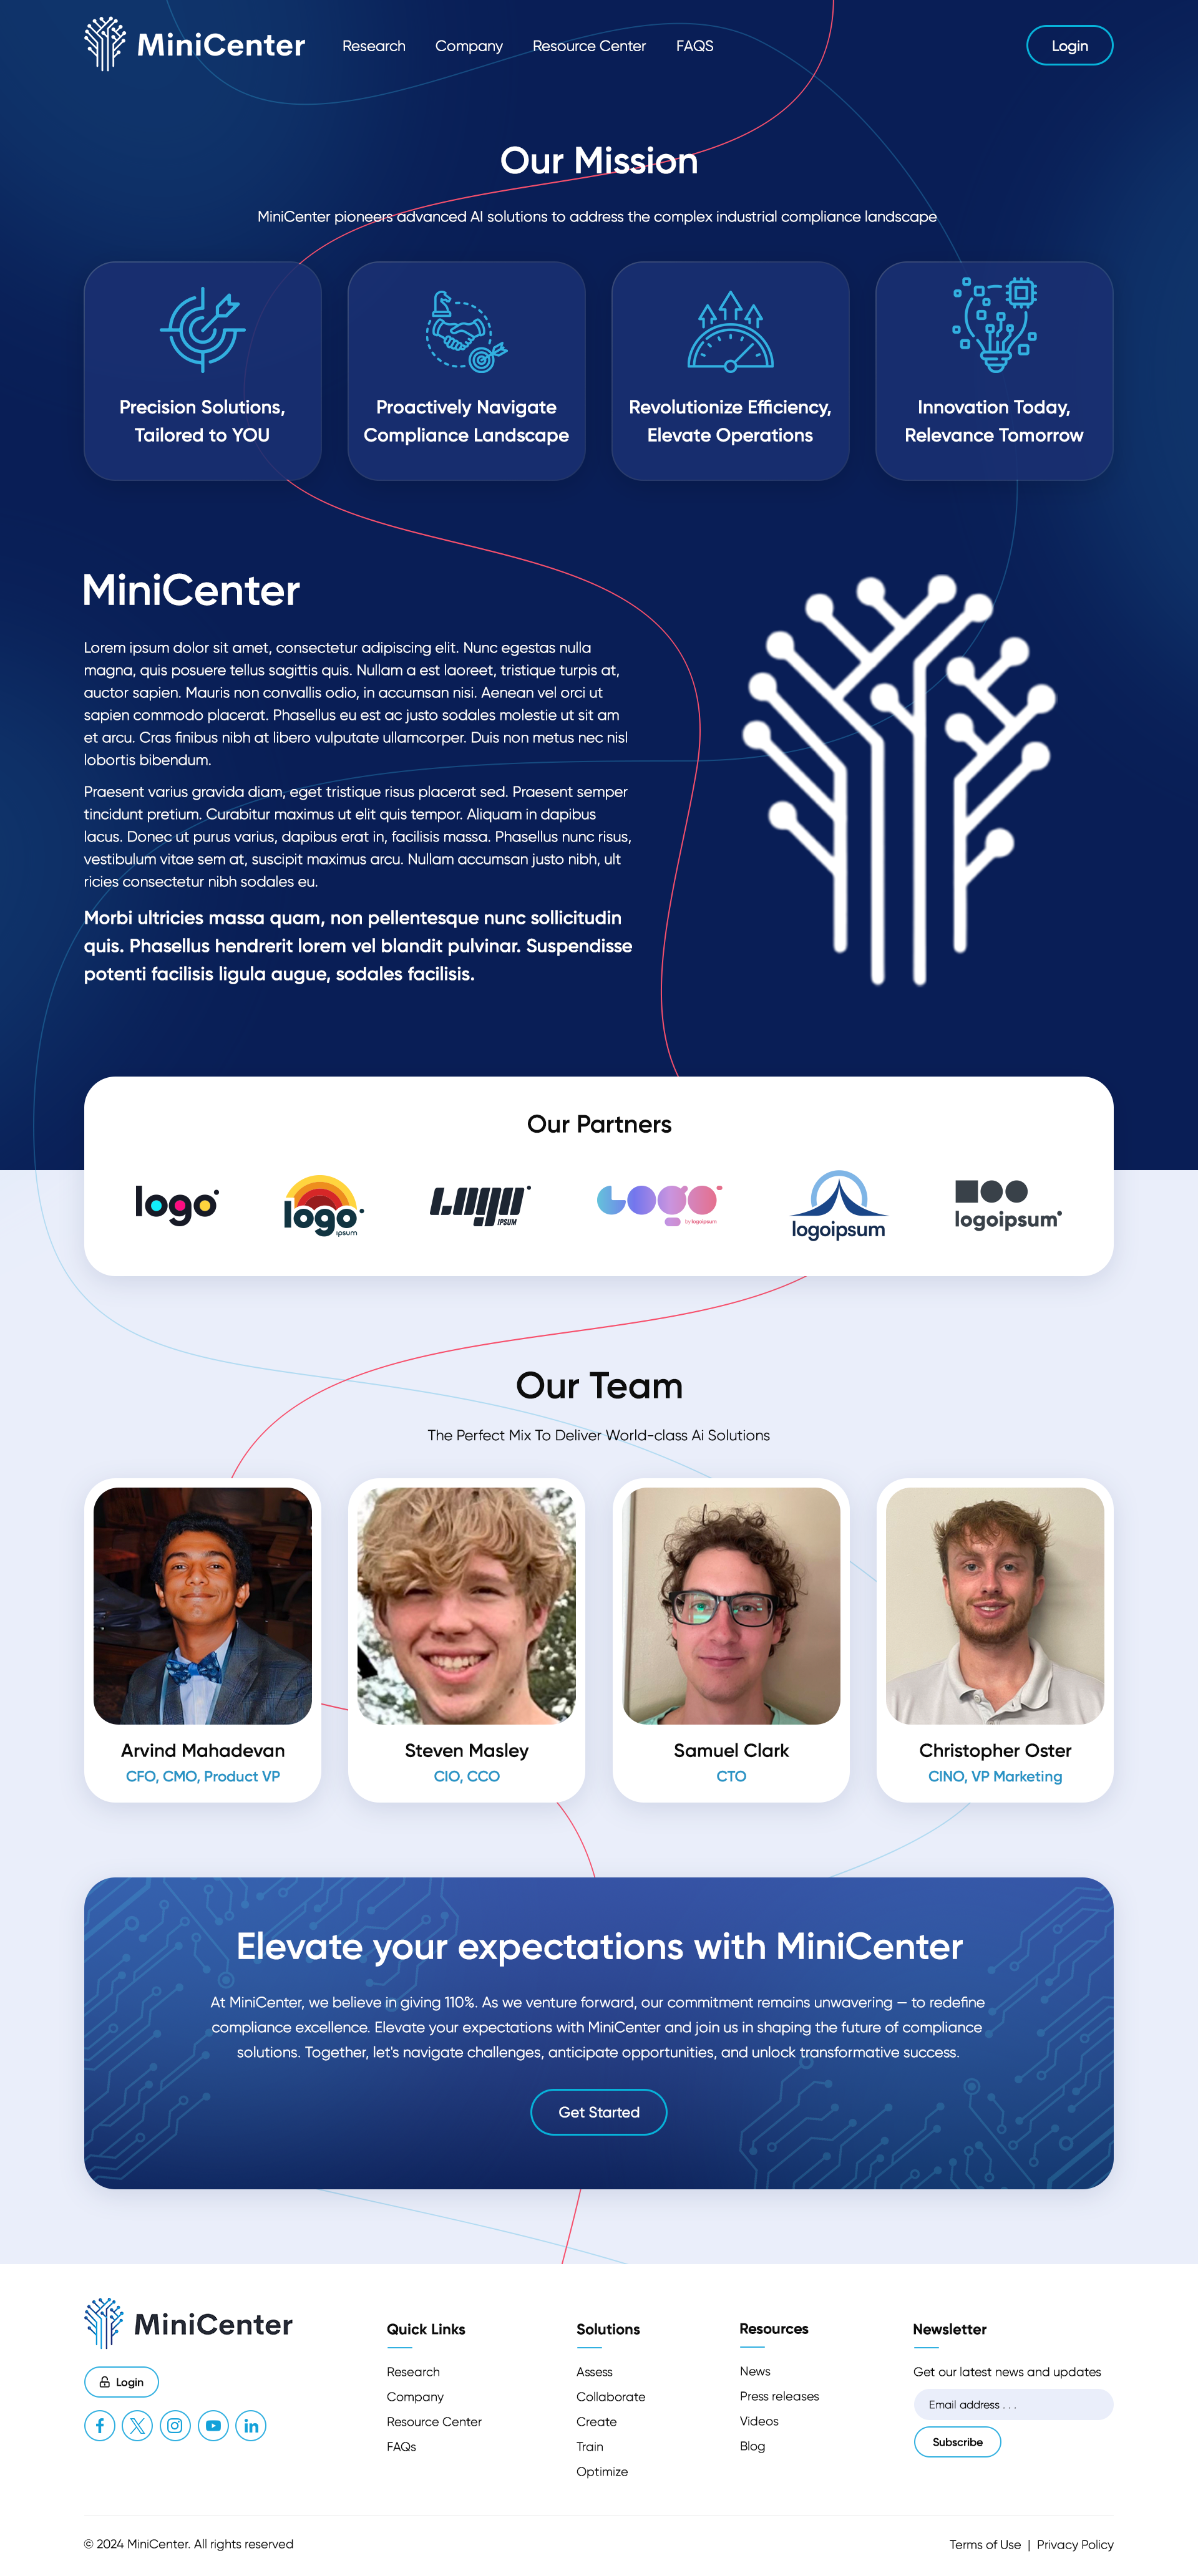 MiniCenter
Research
Company
Resource Center
FAQS
Login
Our Mission
MiniCenter pioneers advanced AI solutions to address the complex industrial compliance landscape
Precision Solutions,
Tailored to YOU
Proactively Navigate
Compliance Landscape
Revolutionize Efficiency,
Elevate Operations
Innovation Today,
Relevance Tomorrow
MiniCenter
Lorem ipsum dolor sit amet, consectetur adipiscing elit. Nunc egestas nulla
magna, quis posuere tellus sagittis quis. Nullam a est laoreet, tristique turpis at,
auctor sapien. Mauris non convallis odio, in accumsan nisi. Aenean vel orci ut
sapien commodo placerat. Phasellus eu est ac justo sodales molestie ut sit am
et arcu. Cras finibus nibh at libero vulputate ullamcorper. Duis non metus nec nisl
lobortis bibendum.
Praesent varius gravida diam, eget tristique risus placerat sed. Praesent semper
tincidunt pretium. Curabitur maximus ut elit quis tempor. Aliquam in dapibus
lacus. Donec ut purus varius, dapibus erat in, facilisis massa. Phasellus nunc risus,
vestibulum vitae sem at, suscipit maximus arcu. Nullam accumsan justo nibh, ult
ricies consectetur nibh sodales eu.
Morbi ultricies massa quam, non pellentesque nunc sollicitudin
quis. Phasellus hendrerit lorem vel blandit pulvinar. Suspendisse
potenti facilisis ligula augue, sodales facilisis.
Our Partners
logo
logo
ipsum
Logo
IPSUM
LOGO
by logoipsum
logoipsum
logoipsum
Our Team
The Perfect Mix To Deliver World-class Ai Solutions
Arvind Mahadevan
CFO, CMO, Product VP
Steven Masley
CIO, CCO
Samuel Clark
CTO
Christopher Oster
CINO, VP Marketing
Elevate your expectations with MiniCenter
At MiniCenter, we believe in giving 110%. As we venture forward, our commitment remains unwavering — to redefine
compliance excellence. Elevate your expectations with MiniCenter and join us in shaping the future of compliance
solutions. Together, let's navigate challenges, anticipate opportunities, and unlock transformative success.
Get Started
MiniCenter
Login
Quick Links
Research
Company
Resource Center
FAQs
Solutions
Assess
Collaborate
Create
Train
Optimize
Resources
News
Press releases
Videos
Blog
Newsletter
Get our latest news and updates
Email address . . .
Subscribe
© 2024 MiniCenter. All rights reserved
Terms of Use | Privacy Policy